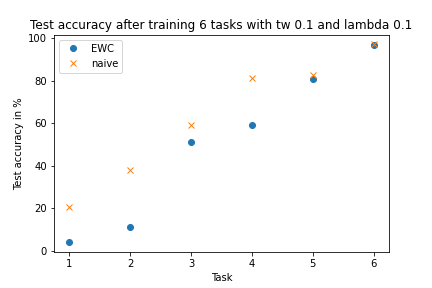 Test accuracy after training 6 tasks with tw 0.1 and lambda 0.1
100
80
60
40
20
0
Test accuracy in %
EWC
naive
1 2 3 4 5 6
Task